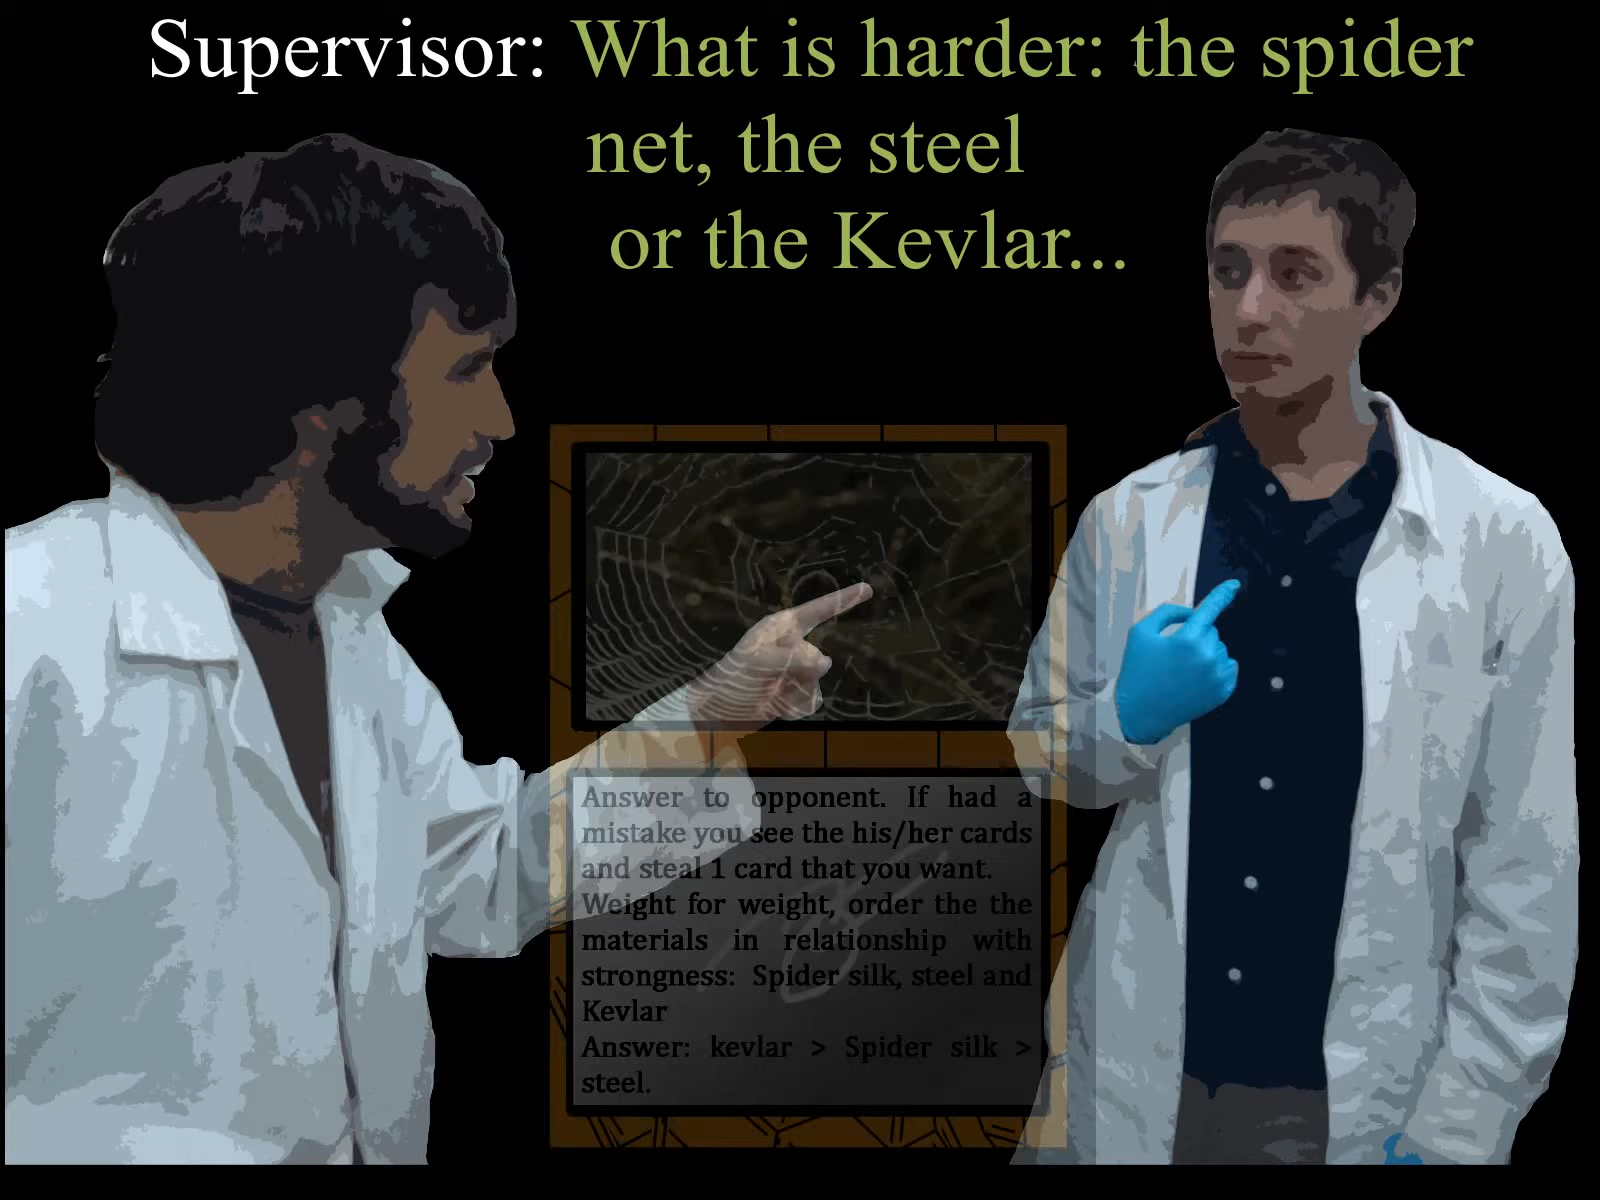 Supervisor: What is harder: the spider
net, the steel
or the Kevlar...
Answer to opponent. If had a
mistake you see the his/her cards
and steal 1 card that you want.
Weight for weight, order the the
materials in relationship with
strongness: Spider silk, steel and
Kevlar
Answer: kevlar > Spider silk >
steel.